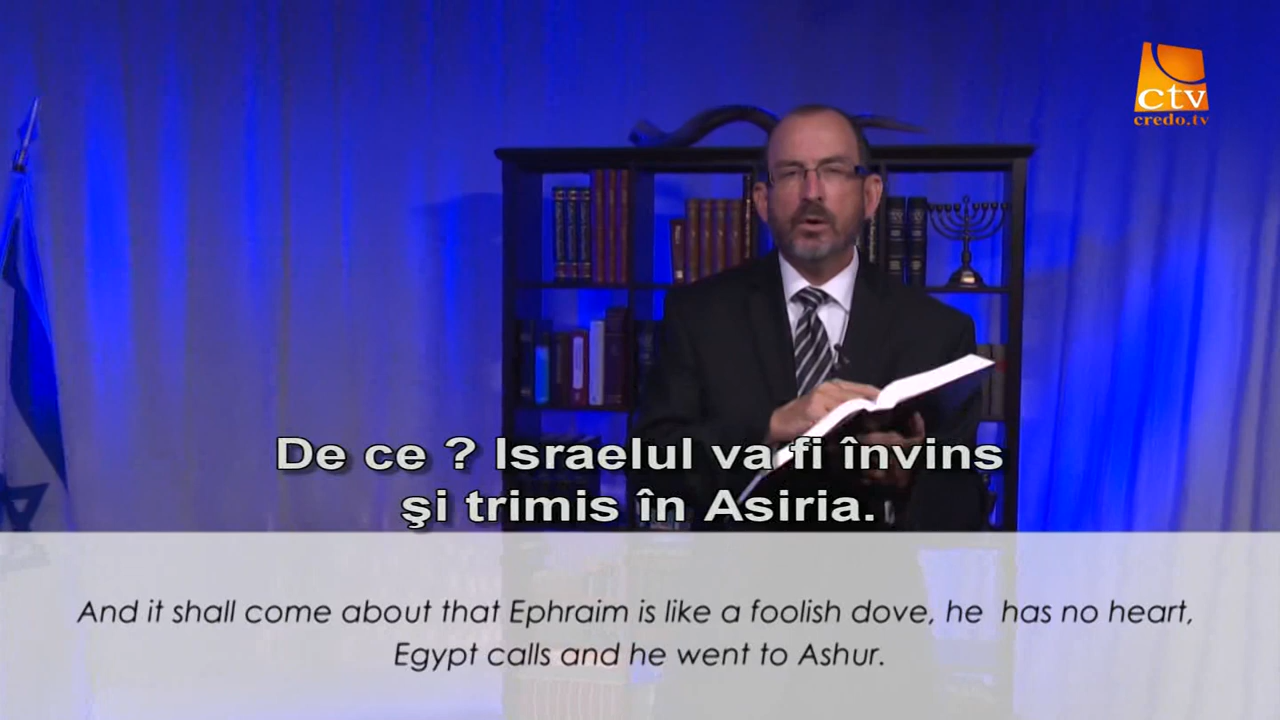 ctv
credo.tv
De ce ? Israelul va fi învins
şi trimis în Asiria.
And it shall come about that Ephraim is like a foolish dove, he has no heart,
Egypt calls and he went to Ashur.